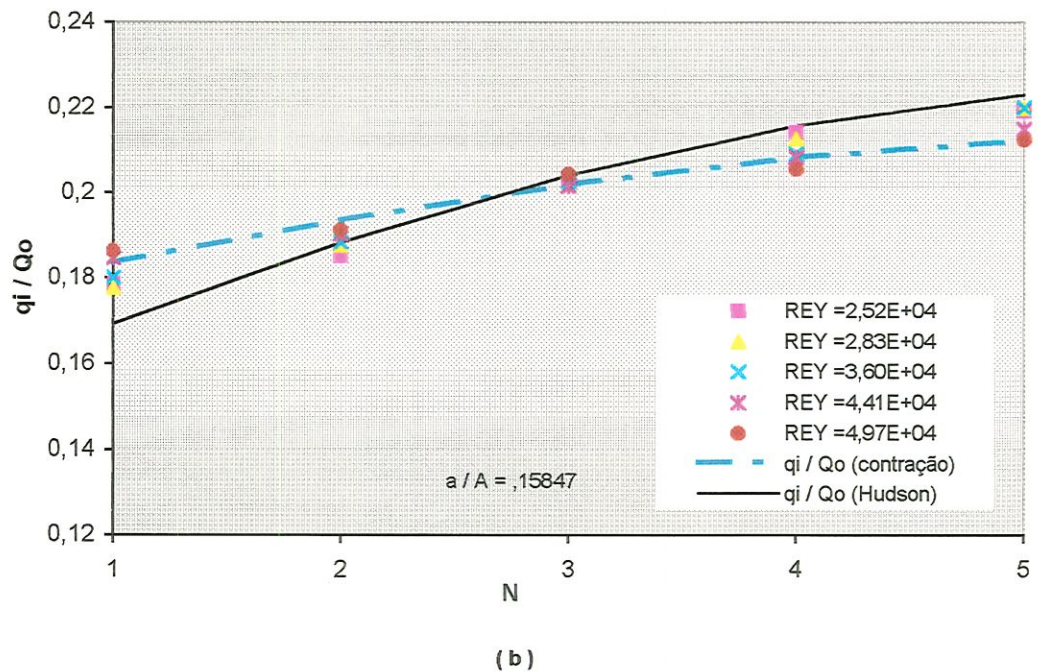 0,24
0,22
0,2
0,18
0,16
0,14
0,12
qi / Qo
REY =2,52E+04
REY =2,83E+04
REY =3,60E+04
REY =4,41E+04
REY =4,97E+04
qi / Qo (contração)
qi / Qo (Hudson)
a / A = ,15847
1 2 3 4 5
N
( b )